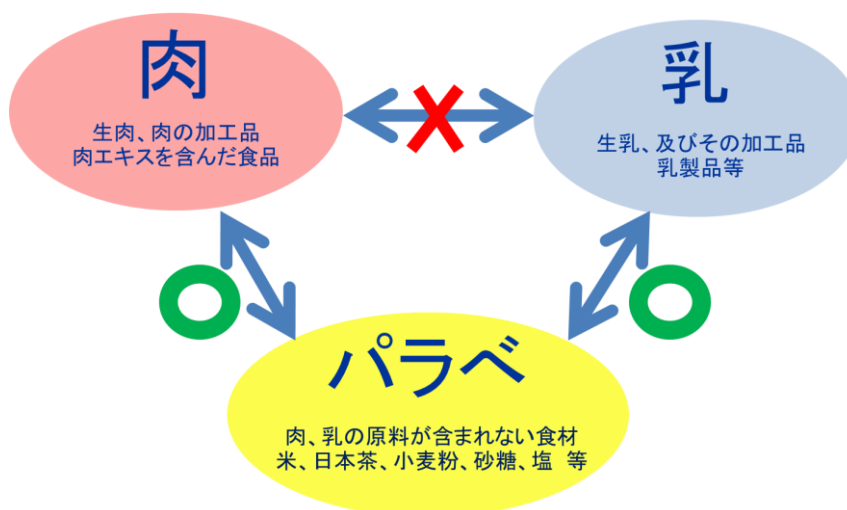 肉
生肉、肉の加工品
肉エキスを含んだ食品
乳
生乳、及びその加工品
乳製品等
パラベ
肉、乳の原料が含まれない食材
米、日本茶、小麦粉、砂糖、塩 等